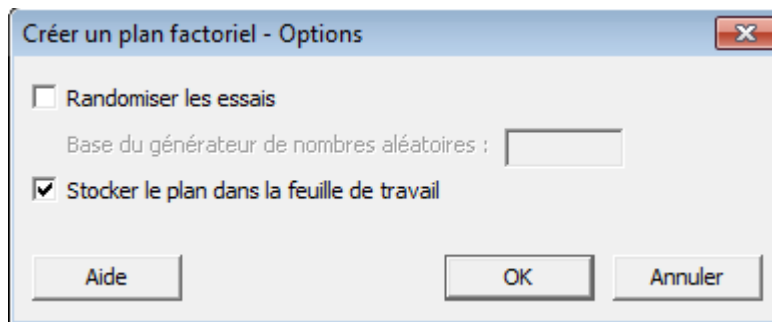 Créer un plan factoriel - Options
Randomiser les essais
Base du générateur de nombres aléatoires :
Stocker le plan dans la feuille de travail
Aide OK Annuler